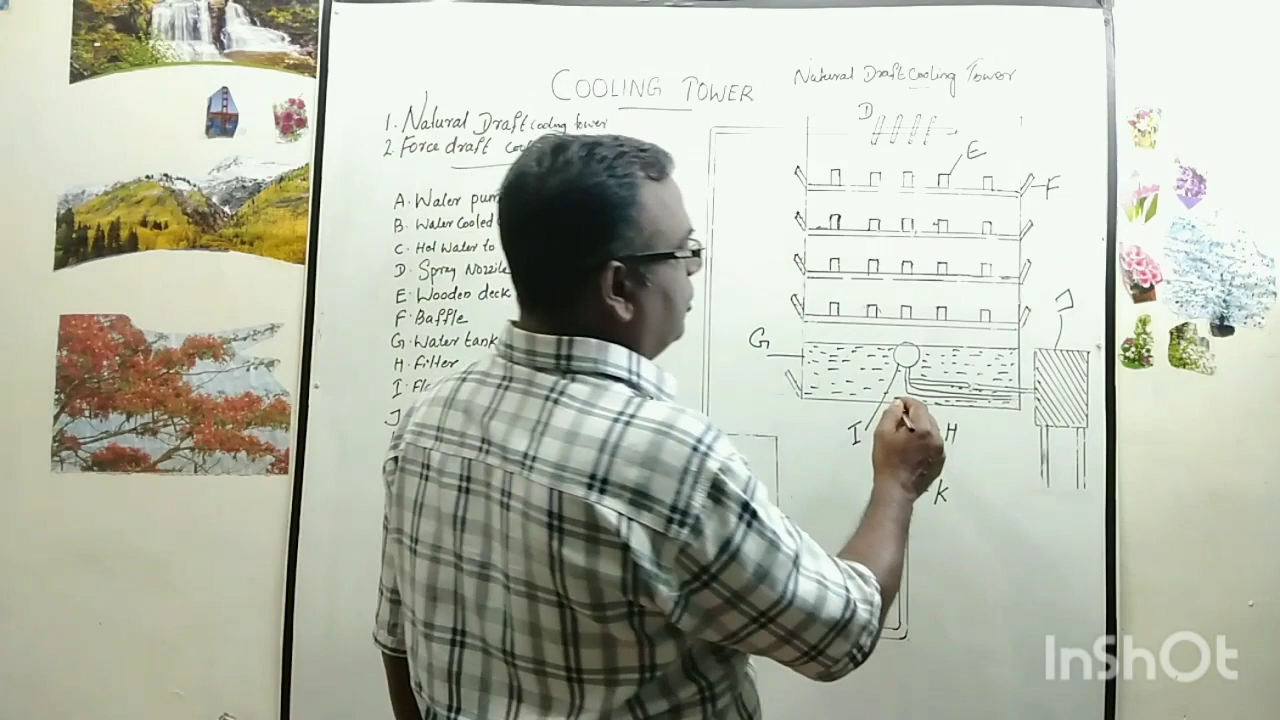 COOLING TOWER
1. Natural Draft Cooling tower
2. Force draft
A. Water
B. Water Cooled
C. Hot Water to
D. Spray Nozzle
E. Wooden deck
F. Baffle
G. Water tank
H. Filter
I.
J
Natural Draft Cooling Tower
D
E
F
G
I
H
K
InShOt